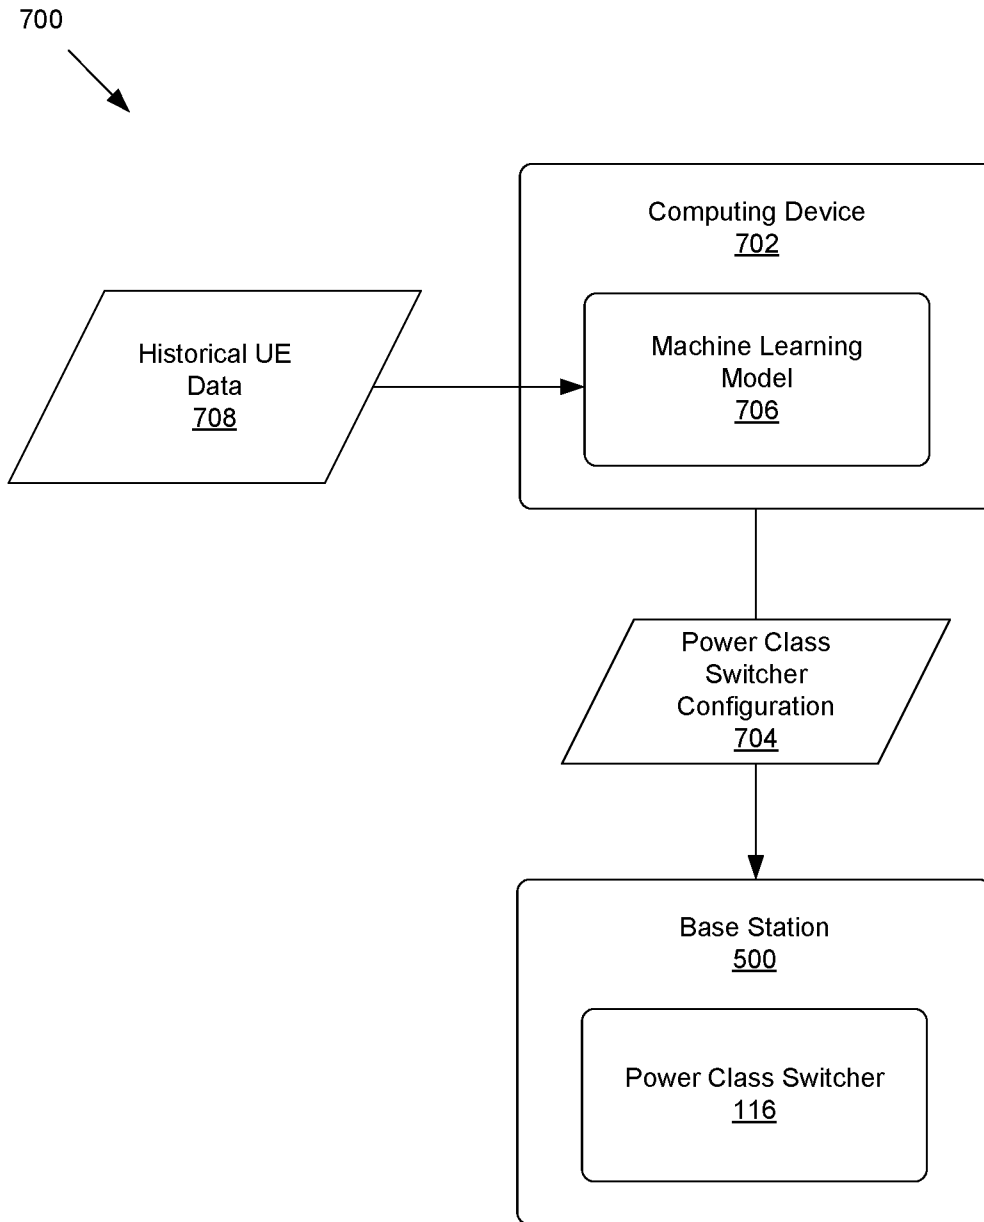 700
Computing Device
702
Historical UE
Data
708
Machine Learning
Model
706
Power Class
Switcher
Configuration
704
Base Station
500
Power Class Switcher
116